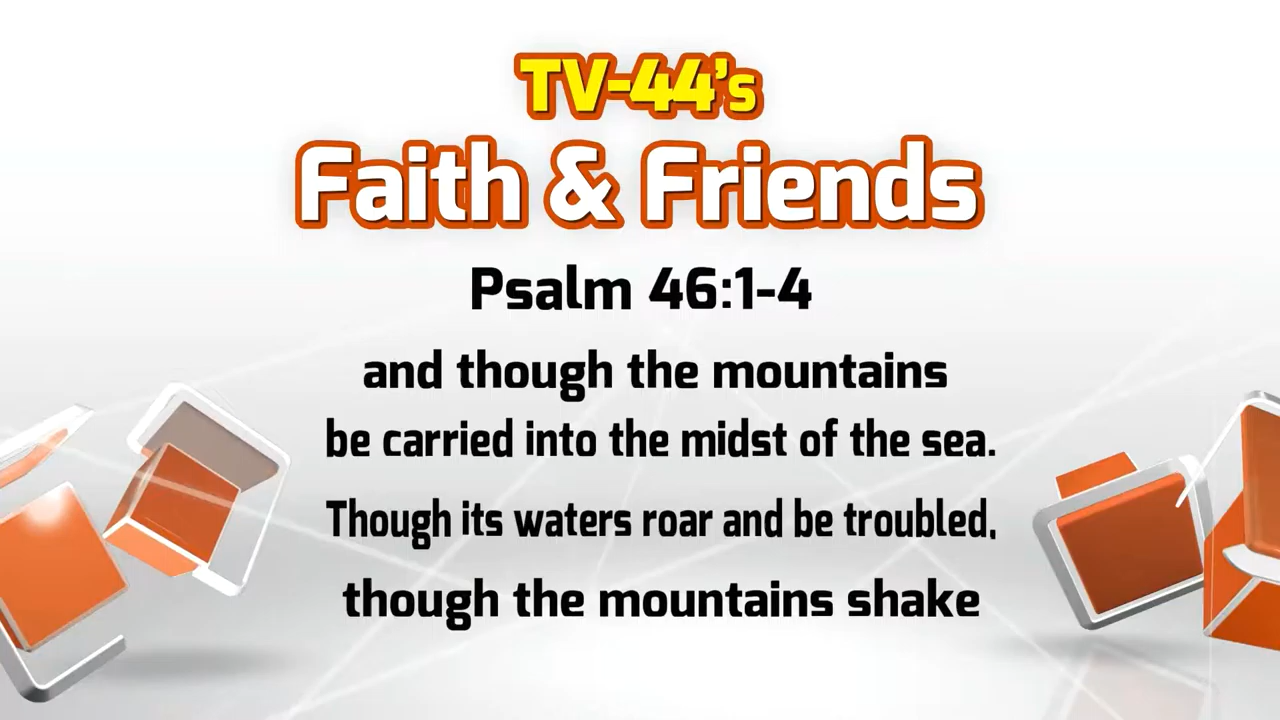 TV-44's
Faith & Friends
Psalm 46:1-4
and though the mountains
be carried into the midst of the sea.
Though its waters roar and be troubled,
though the mountains shake